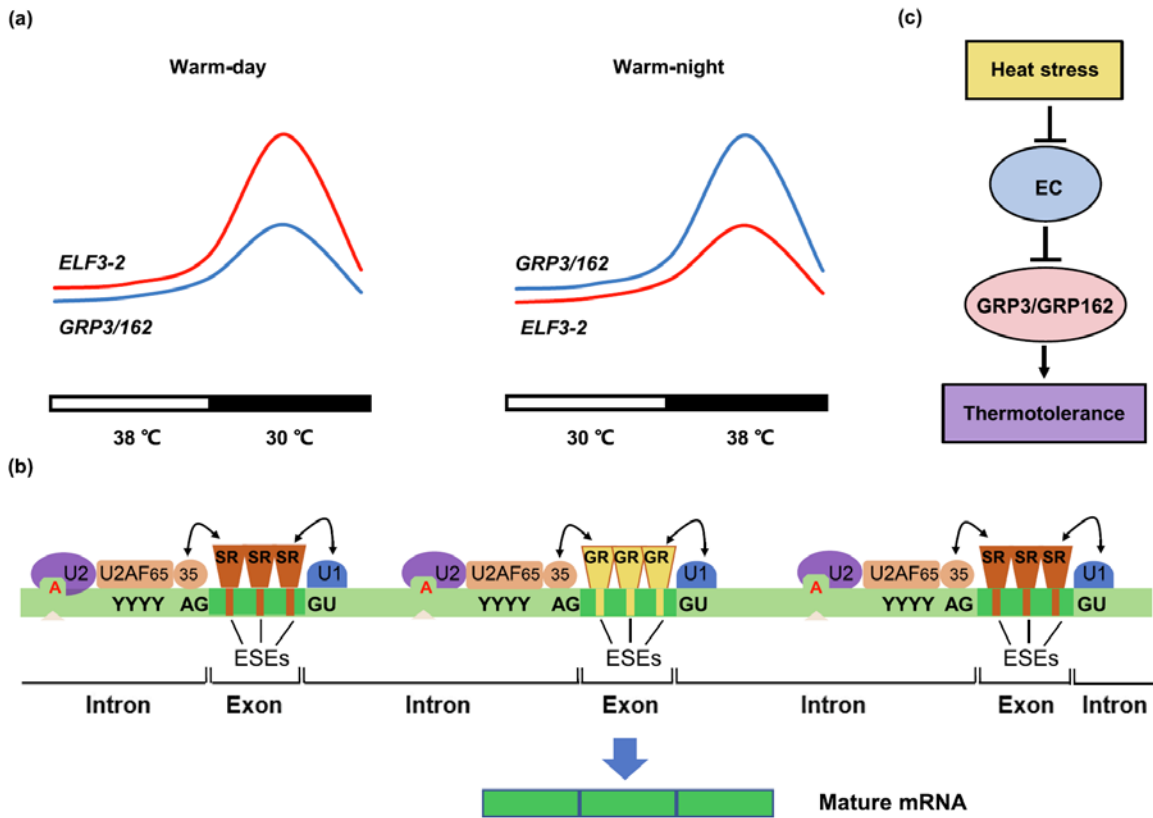 (a)
Warm-day
ELF3-2
GRP3/162
38 ℃ 30 ℃
Warm-night
GRP3/162
ELF3-2
30 ℃ 38 ℃
(c)
Heat stress
EC
GRP3/GRP162
Thermotolerance
(b)
SR SR SR GR GR GR SR SR SR
U2 U2AF65 35 U1 U2 U2AF65 35 U1 U2 U2AF65 35 U1
A YYYY AG GU A YYYY AG GU A YYYY AG GU
ESEs ESEs ESEs
Intron Exon Intron Exon Intron Exon Intron
Mature mRNA